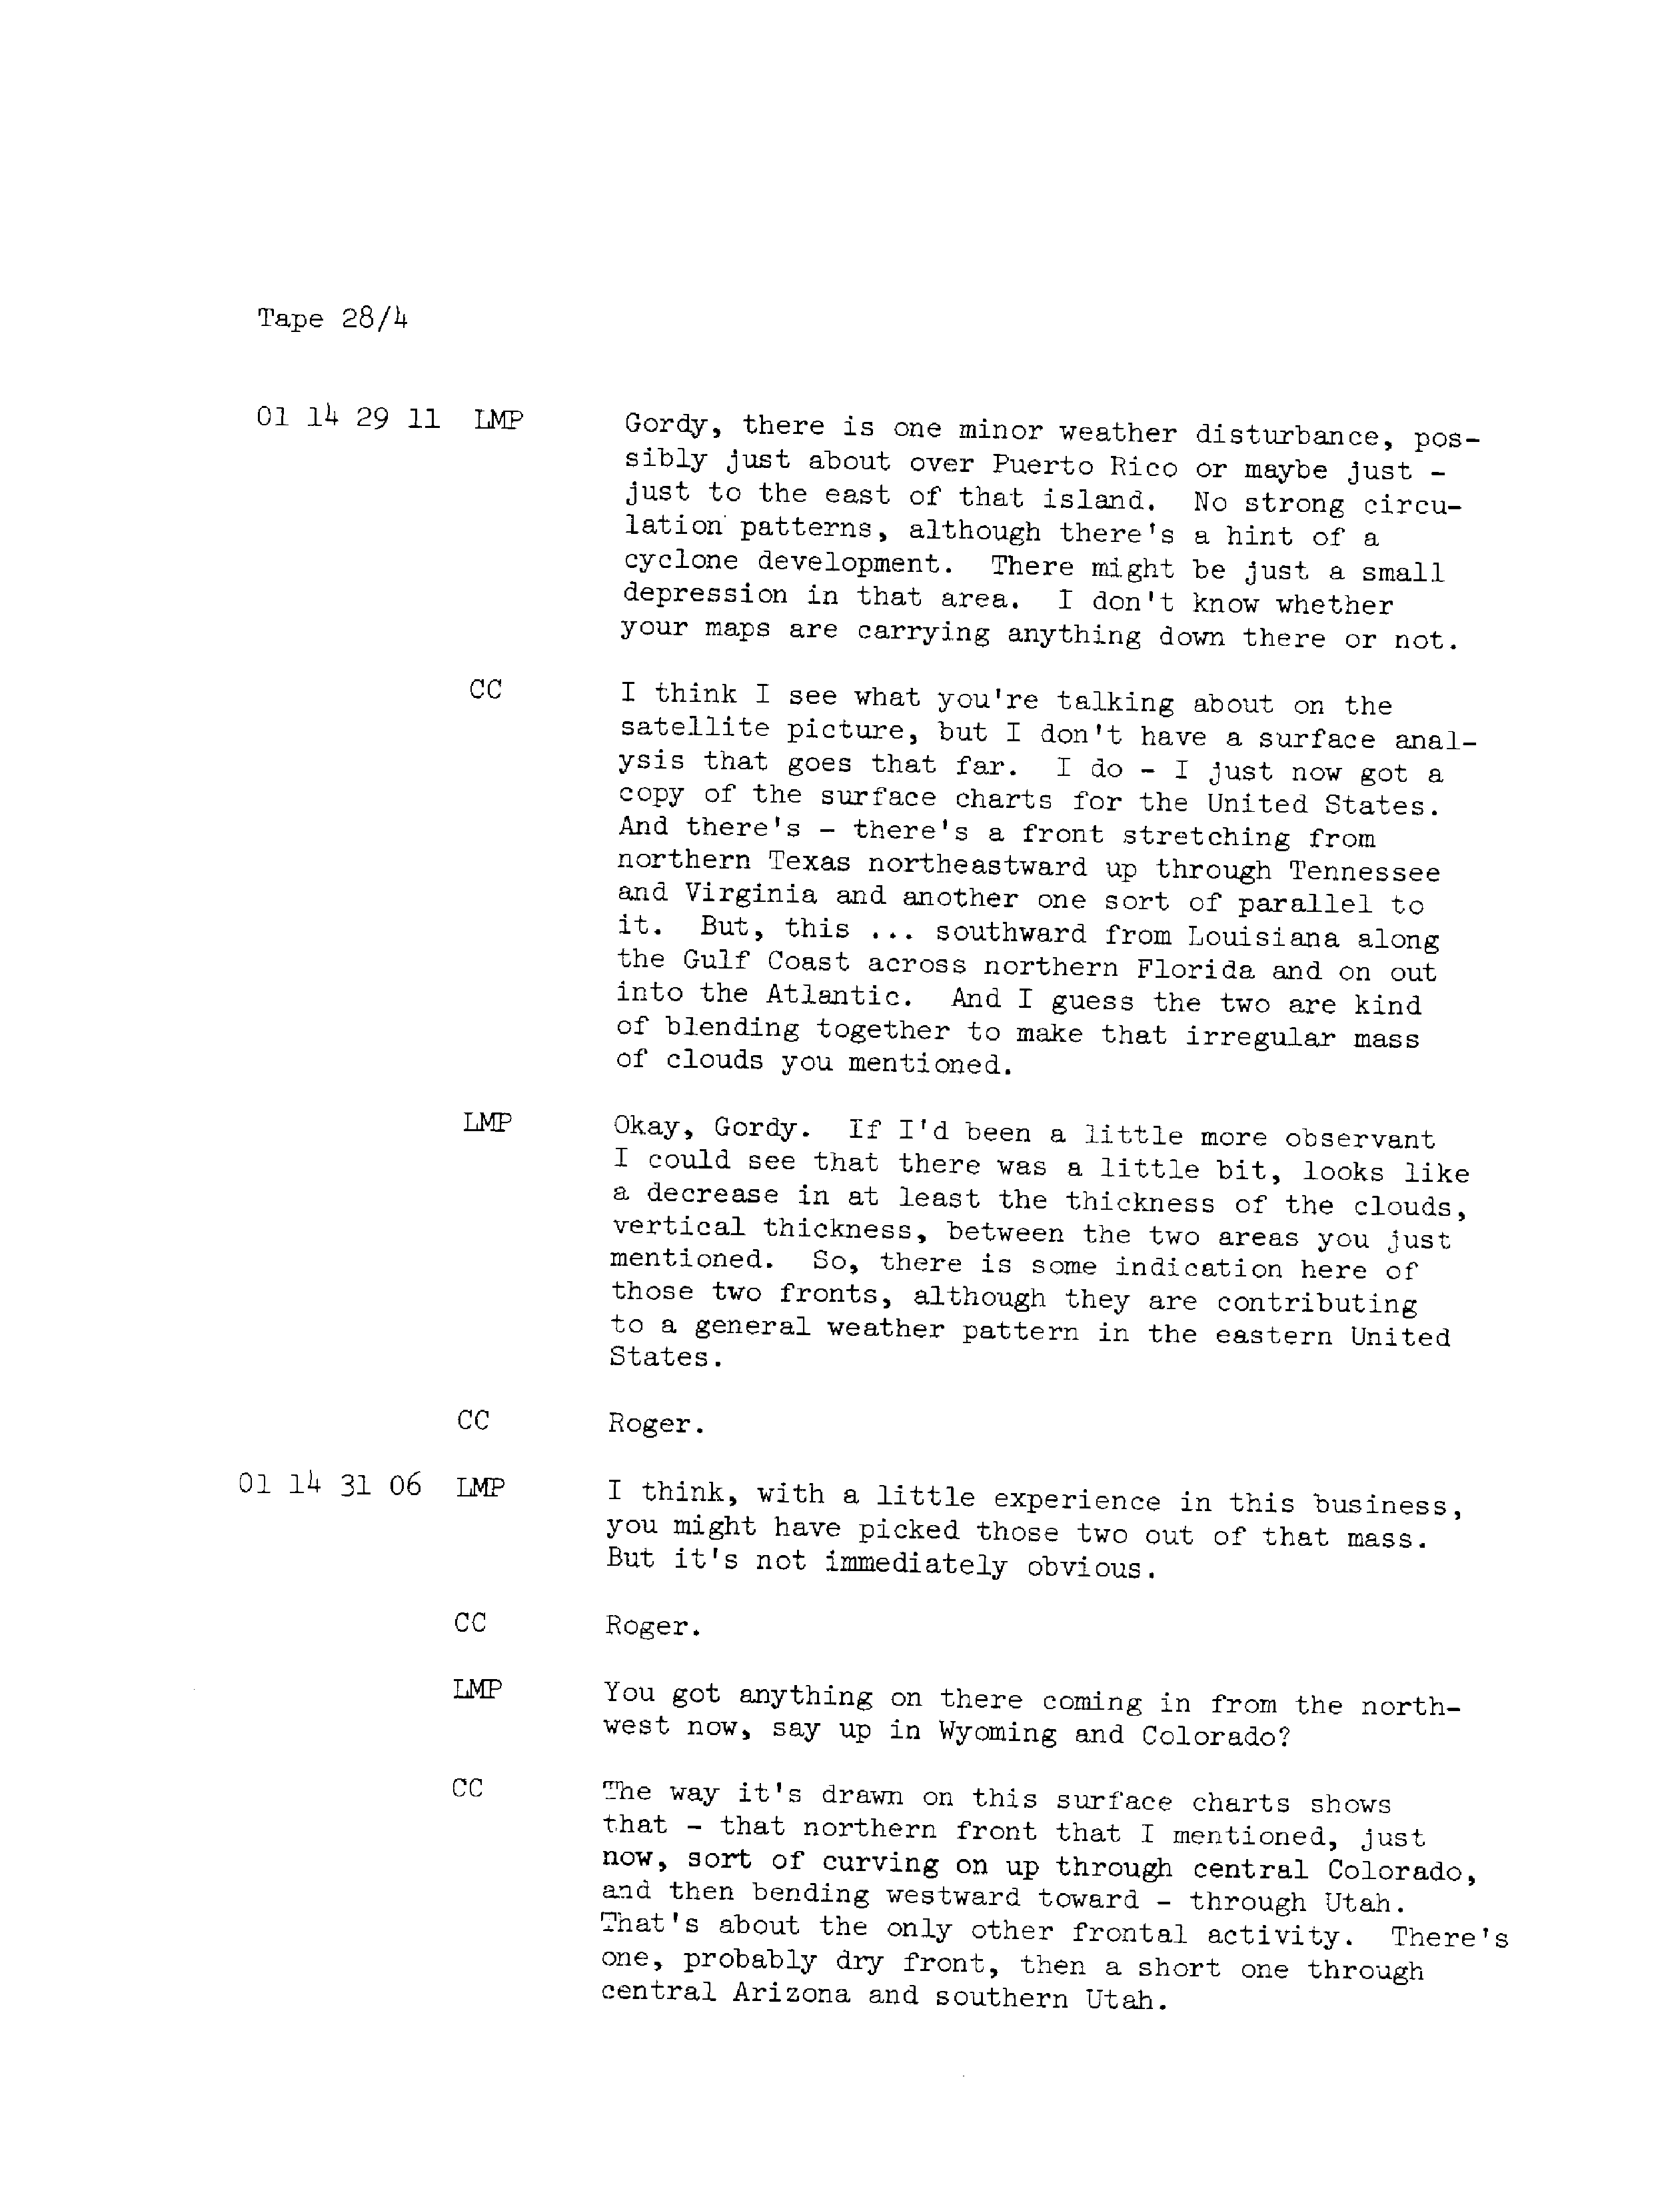 Tape 28/4
01 14 29 11 LMP Gordy, there is one minor weather disturbance, pos-
sibly just about over Puerto Rico or maybe just -
just to the east of that island. No strong circu-
lation patterns, although there's a hint of a
cyclone development. There might be just a small
depression in that area. I don't know whether
your maps are carrying anything down there or not.
CC I think I see what you're talking about on the
satellite picture, but I don't have a surface anal-
ysis that goes that far. I do - I just now got a
copy of the surface charts for the United States.
And there's - there's a front stretching from
northern Texas northeastward up through Tennessee
and Virginia and another one sort of parallel to
it. But, this ... southward from Louisiana along
the Gulf Coast across northern Florida and on out
into the Atlantic. And I guess the two are kind
of blending together to make that irregular mass
of clouds you mentioned.
LMP Okay, Gordy. If I'd been a little more observant
I could see that there was a little bit, looks like
a decrease in at least the thickness of the clouds,
vertical thickness, between the two areas you just
mentioned. So, there is some indication here of
those two fronts, although they are contributing
to a general weather pattern in the eastern United
States.
CC Roger.
01 14 31 06 LMP I think, with a little experience in this business,
you might have picked those two out of that mass.
But it's not immediately obvious.
CC Roger.
LMP You got anything on there coming in from the north-
west now, say up in Wyoming and Colorado?
CC The way it's drawn on this surface charts shows
that - that northern front that I mentioned, just
now, sort of curving on up through central Colorado,
and then bending westward toward - through Utah.
That's about the only other frontal activity. There's
one, probably dry front, then a short one through
central Arizona and southern Utah.